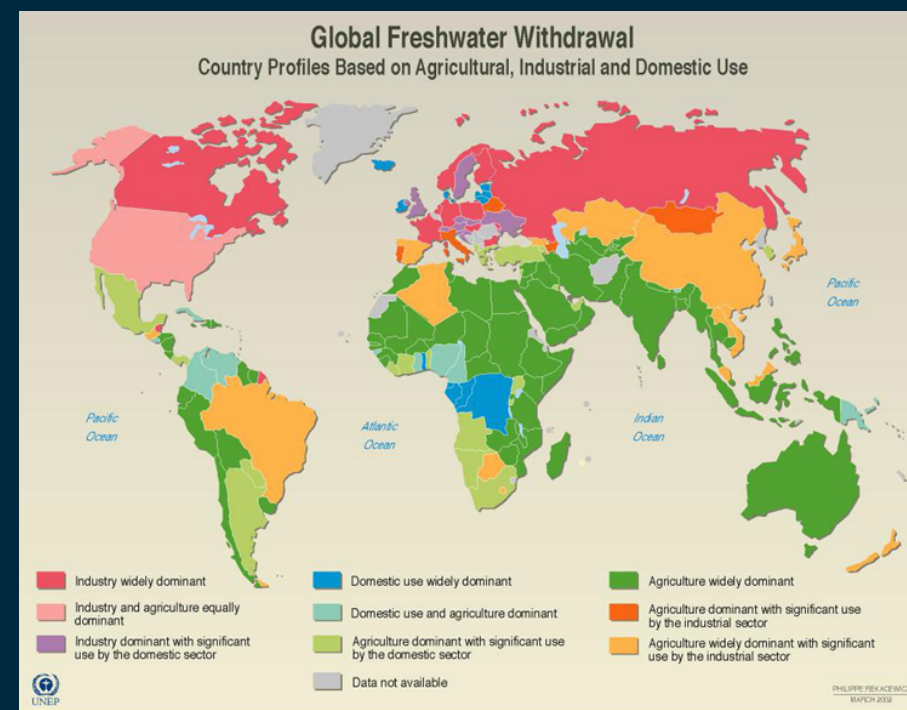 Global Freshwater Withdrawal
Country Profiles Based on Agricultural, Industrial and Domestic Use
Pacific
Ocean
Pacific
Ocean
Atlantic
Ocean
Indian
Ocean
Industry widely dominant
Industry and agriculture equally
dominant
Industry dominant with significant
use by the domestic sector
Domestic use widely dominant
Domestic use and agriculture dominant
Agriculture dominant with significant use
by the domestic sector
Data not available
Agriculture widely dominant
Agriculture dominant with significant use
by the industrial sector
Agriculture widely dominant with significant
use by the industrial sector
UNEP
PHILIPPE REKACEWICZ
MARCH 2002